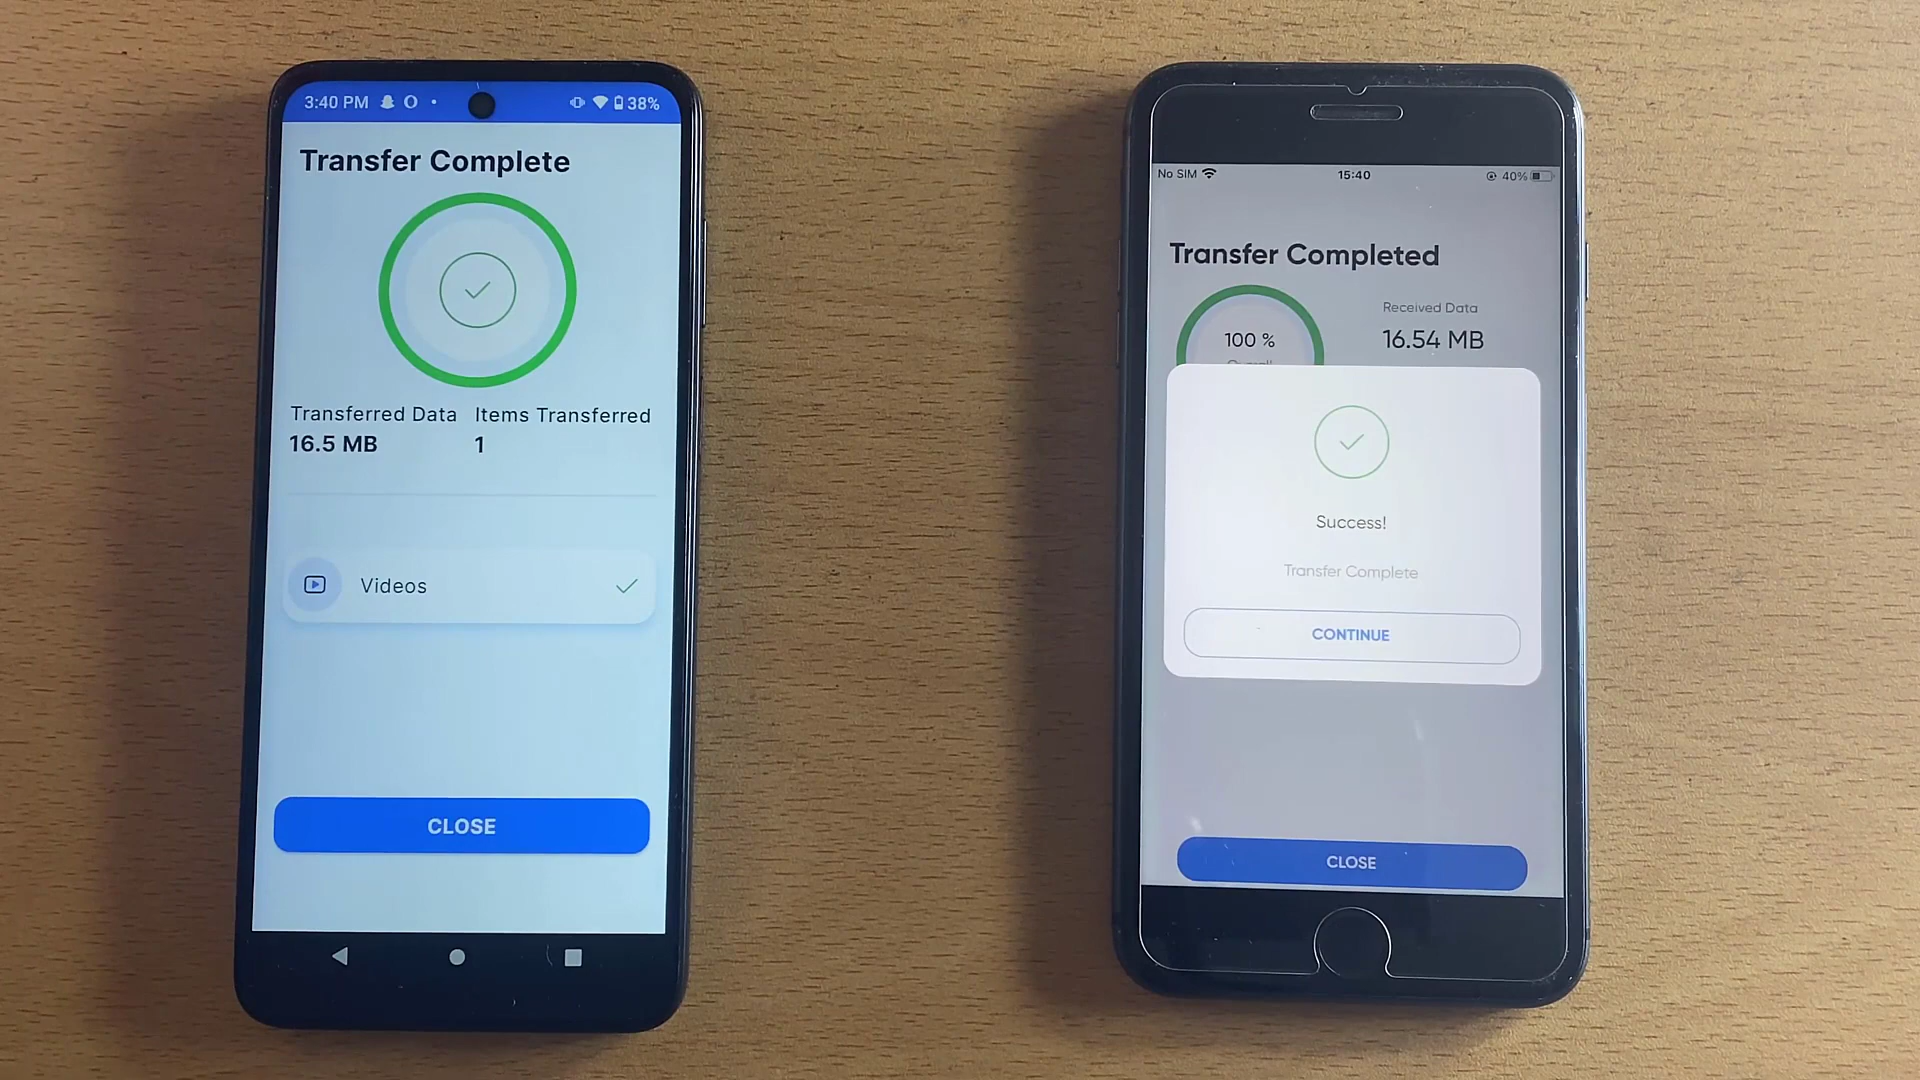 3:40 PM
38%
Transfer Complete
Transferred Data
16.5 MB
Items Transferred
1
Videos
CLOSE
No SIM
15:40
40%
Transfer Completed
100 %
Received Data
16.54 MB
Success!
Transfer Complete
CONTINUE
CLOSE